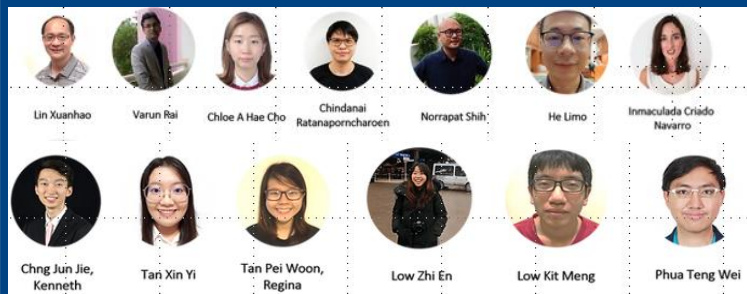 Lin Xuanhao
Varun Rai
Chloe A Hae Cho
Chindanai
Ratanaporncharoen
Norrapat Shih
He Limo
Inmaculada Criado
Navarro
Chng Jun Jie,
Kenneth
Tan Xin Yi
Tan Pei Woon,
Regina
Low Zhi En
Low Kit Meng
Phua Teng Wei